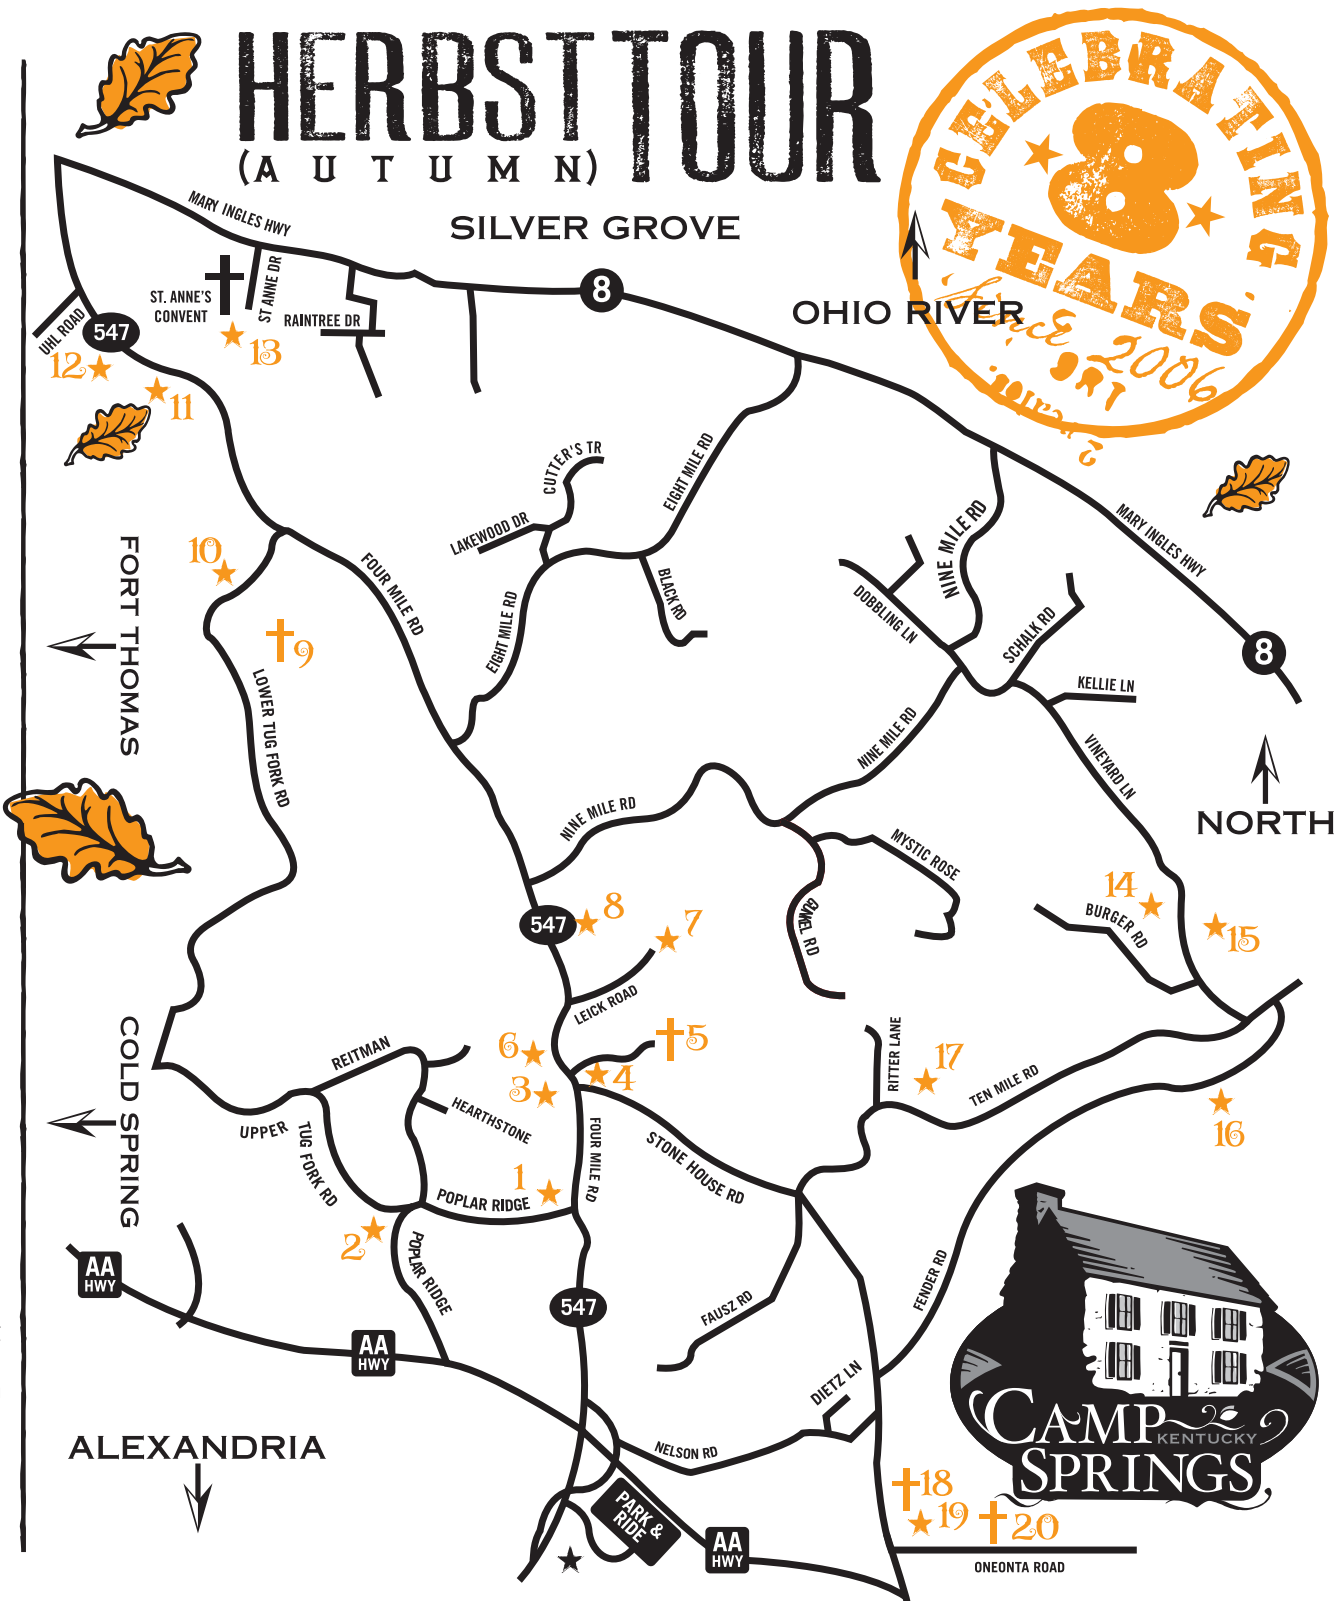 HERBST TOUR
(AUTUMN)
CELEBRATING
8
YEARS
Since 2006
SILVER GROVE
OHIO RIVER
MARY INGLES HWY
ST. ANNE'S
CONVENT
ST ANNE DR
RAINTREE DR
8
UHL ROAD
547
12
13
11
CUTTER'S TR
LAKEWOOD DR
EIGHT MILE RD
NINE MILE RD
MARY INGLES HWY
10
FORT THOMAS
FOUR MILE RD
BLACK RD
EIGHT MILE RD
DOBBLING LN
SCHALK RD
8
9
KELLIE LN
LOWER TUG FORK RD
NINE MILE RD
VINEYARD LN
NORTH
NINE MILE RD
MYSTIC ROSE
GUNKEL RD
547
8
7
14
BURGER RD
15
LEICK ROAD
COLD SPRING
REITMAN
6
5
3
4
RITTER LANE
17
TEN MILE RD
HEARTHSTONE
16
UPPER
TUG FORK RD
FOUR MILE RD
STONE HOUSE RD
1
POPLAR RIDGE
2
POPLAR RIDGE
AA
HWY
547
FENDER RD
FAUSZ RD
AA
HWY
DIETZ LN
ALEXANDRIA
NELSON RD
CAMP
KENTUCKY
SPRINGS
PARK &
RIDE
AA
HWY
18
19
20
ONEONTA ROAD